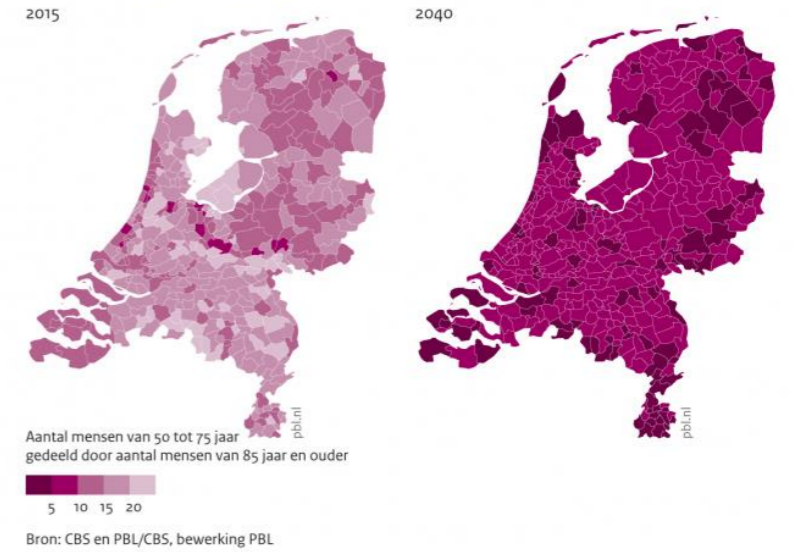 2015
2040
pbl.nl
pbl.nl
Aantal mensen van 50 tot 75 jaar
gedeeld door aantal mensen van 85 jaar en ouder
5 10 15 20
Bron: CBS en PBL/CBS, bewerking PBL